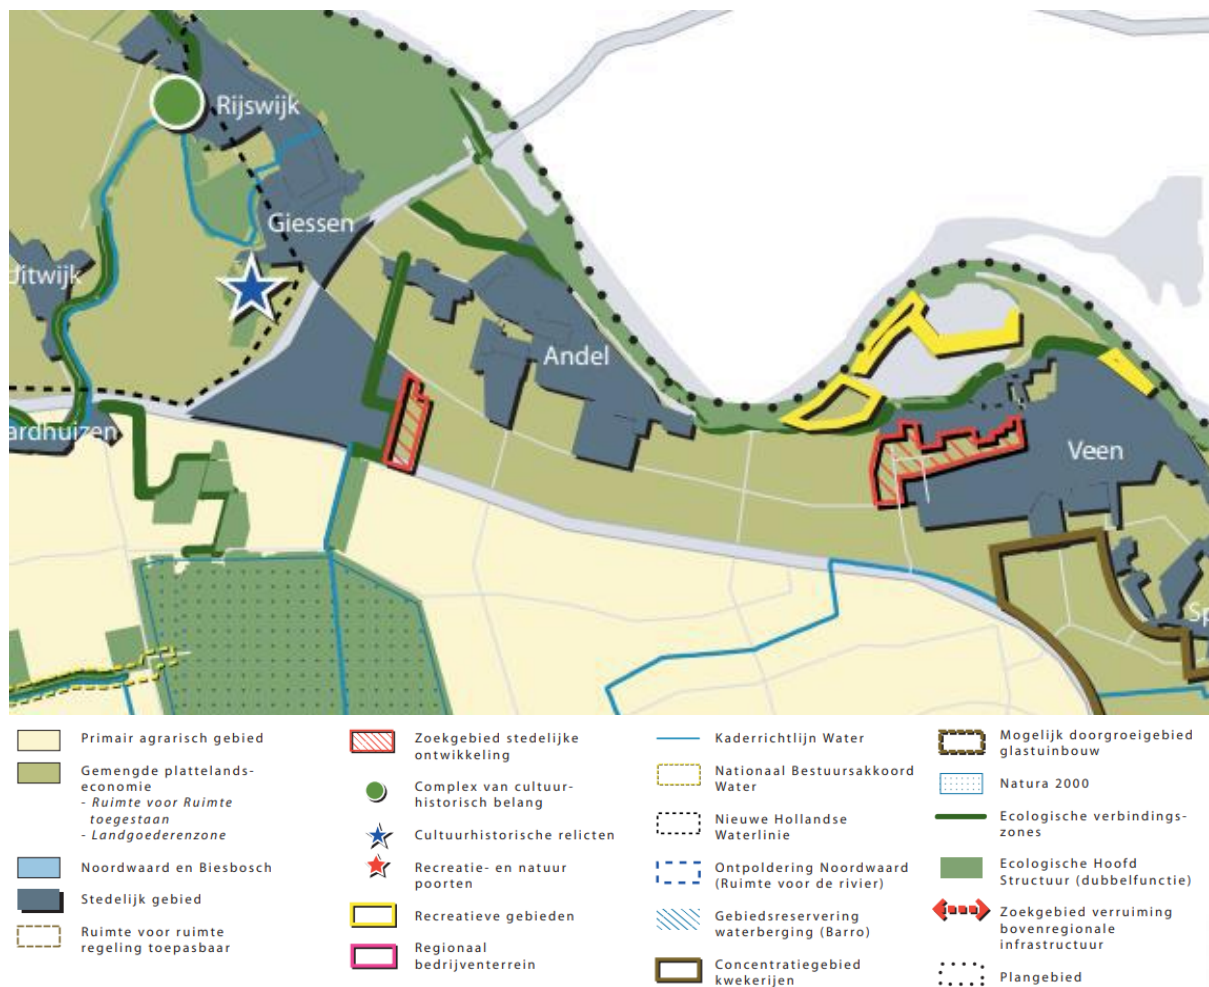 Rijswijk
Giessen
Uitwijk
Andel
ardhuizen
Veen
Sp
Primair agrarisch gebied
Gemengde plattelands-
economie
- Ruimte voor Ruimte
toegestaan
- Landgoederenzone
Noordwaard en Biesbosch
Stedelijk gebied
Ruimte voor ruimte
regeling toepasbaar
Zoekgebied stedelijke
ontwikkeling
Complex van cultuur-
historisch belang
Cultuurhistorische relicten
Recreatie- en natuur
poorten
Recreatieve gebieden
Regionaal
bedrijventerrein
Kaderrichtlijn Water
Nationaal Bestuursakkoord
Water
Nieuwe Hollandse
Waterlinie
Ontpoldering Noordwaard
(Ruimte voor de rivier)
Gebiedsreservering
waterberging (Barro)
Concentratiegebied
kwekerijen
Mogelijk doorgroeigebied
glastuinbouw
Natura 2000
Ecologische verbindings-
zones
Ecologische Hoofd
Structuur (dubbelfunctie)
Zoekgebied verruiming
bovenregionale
infrastructuur
Plangebied